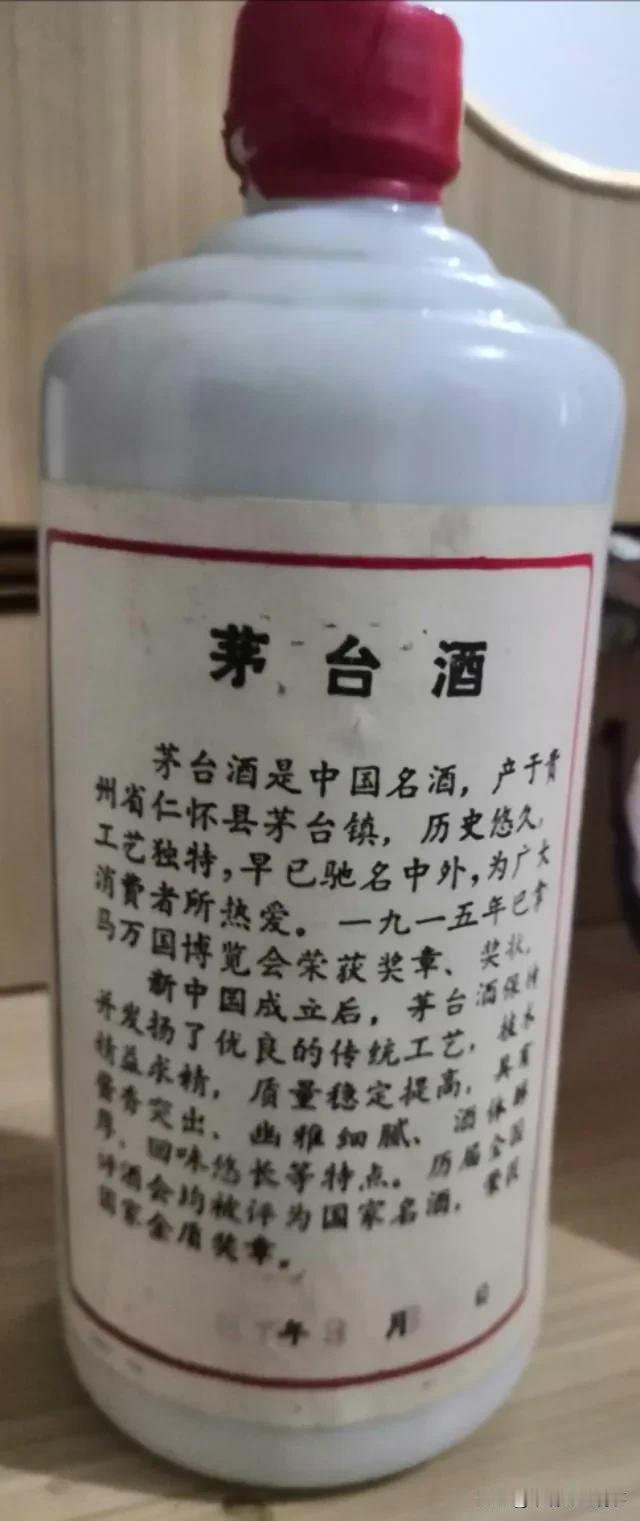 茅台酒
茅台酒是中国名酒，产于贵
州省仁怀县茅台镇，历史悠久，
工艺独特，早已驰名中外，为广大
消费者所热爱。一九一五年巴拿
马万国博览会荣获奖章、奖状。
新中国成立后，茅台酒保持
并发扬了优良的传统工艺，技术
精益求精，质量稳定提高，具有
酱香突出、幽雅细腻、酒体醇
厚、回味悠长等特点。历届全国
评酒会均被评为国家名酒，荣获
国家金质奖章。
年 月 日